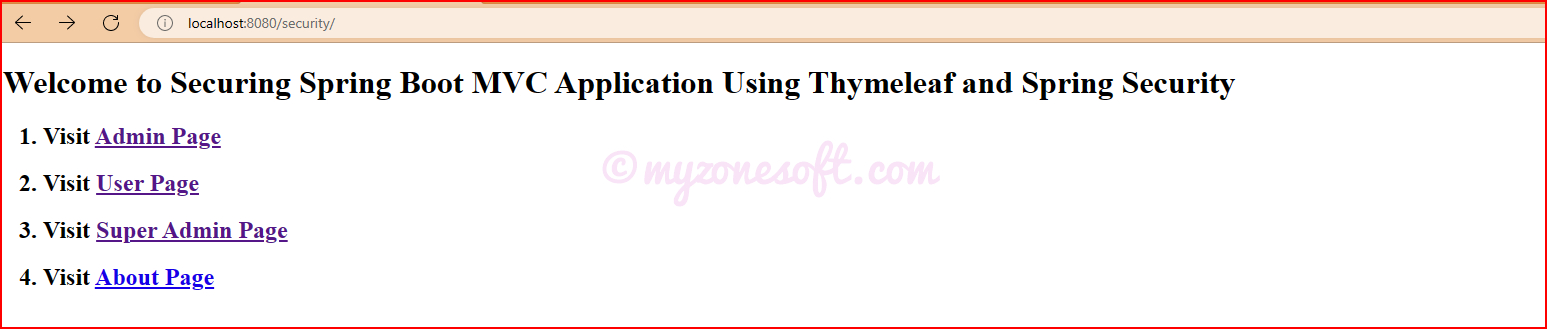 localhost:8080/security/
Welcome to Securing Spring Boot MVC Application Using Thymeleaf and Spring Security
1. Visit Admin Page
© myzonesoft.com
2. Visit User Page
3. Visit Super Admin Page
4. Visit About Page